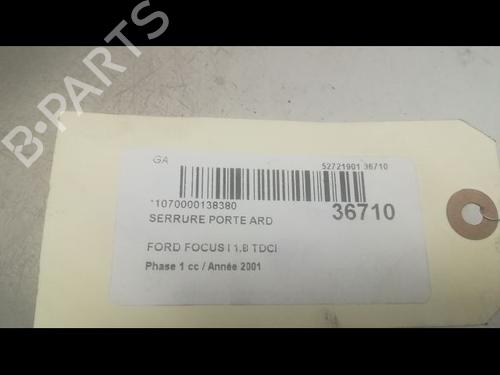 B-PARTS
GA
52721901 36710
*1070000138380
36710
SERRURE PORTE ARD
FORD FOCUS I 1.8 TDCI
Phase 1 cc / Année 2001